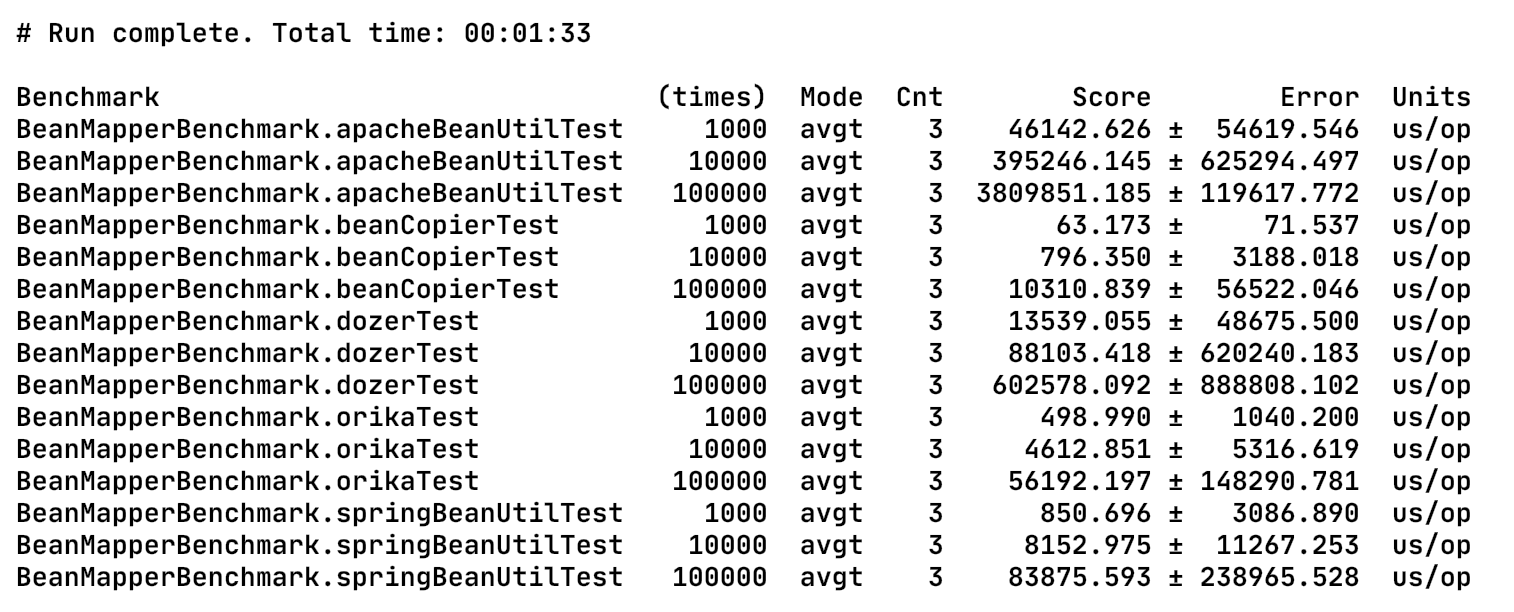 # Run complete. Total time: 00:01:33
Benchmark (times) Mode Cnt Score Error Units
BeanMapperBenchmark.apacheBeanUtilTest 1000 avgt 3 46142.626 ± 54619.546 us/op
BeanMapperBenchmark.apacheBeanUtilTest 10000 avgt 3 395246.145 ± 625294.497 us/op
BeanMapperBenchmark.apacheBeanUtilTest 100000 avgt 3 3809851.185 ± 119617.772 us/op
BeanMapperBenchmark.beanCopierTest 1000 avgt 3 63.173 ± 71.537 us/op
BeanMapperBenchmark.beanCopierTest 10000 avgt 3 796.350 ± 3188.018 us/op
BeanMapperBenchmark.beanCopierTest 100000 avgt 3 10310.839 ± 56522.046 us/op
BeanMapperBenchmark.dozerTest 1000 avgt 3 13539.055 ± 48675.500 us/op
BeanMapperBenchmark.dozerTest 10000 avgt 3 88103.418 ± 620240.183 us/op
BeanMapperBenchmark.dozerTest 100000 avgt 3 602578.092 ± 888808.102 us/op
BeanMapperBenchmark.orikaTest 1000 avgt 3 498.990 ± 1040.200 us/op
BeanMapperBenchmark.orikaTest 10000 avgt 3 4612.851 ± 5316.619 us/op
BeanMapperBenchmark.orikaTest 100000 avgt 3 56192.197 ± 148290.781 us/op
BeanMapperBenchmark.springBeanUtilTest 1000 avgt 3 850.696 ± 3086.890 us/op
BeanMapperBenchmark.springBeanUtilTest 10000 avgt 3 8152.975 ± 11267.253 us/op
BeanMapperBenchmark.springBeanUtilTest 100000 avgt 3 83875.593 ± 238965.528 us/op